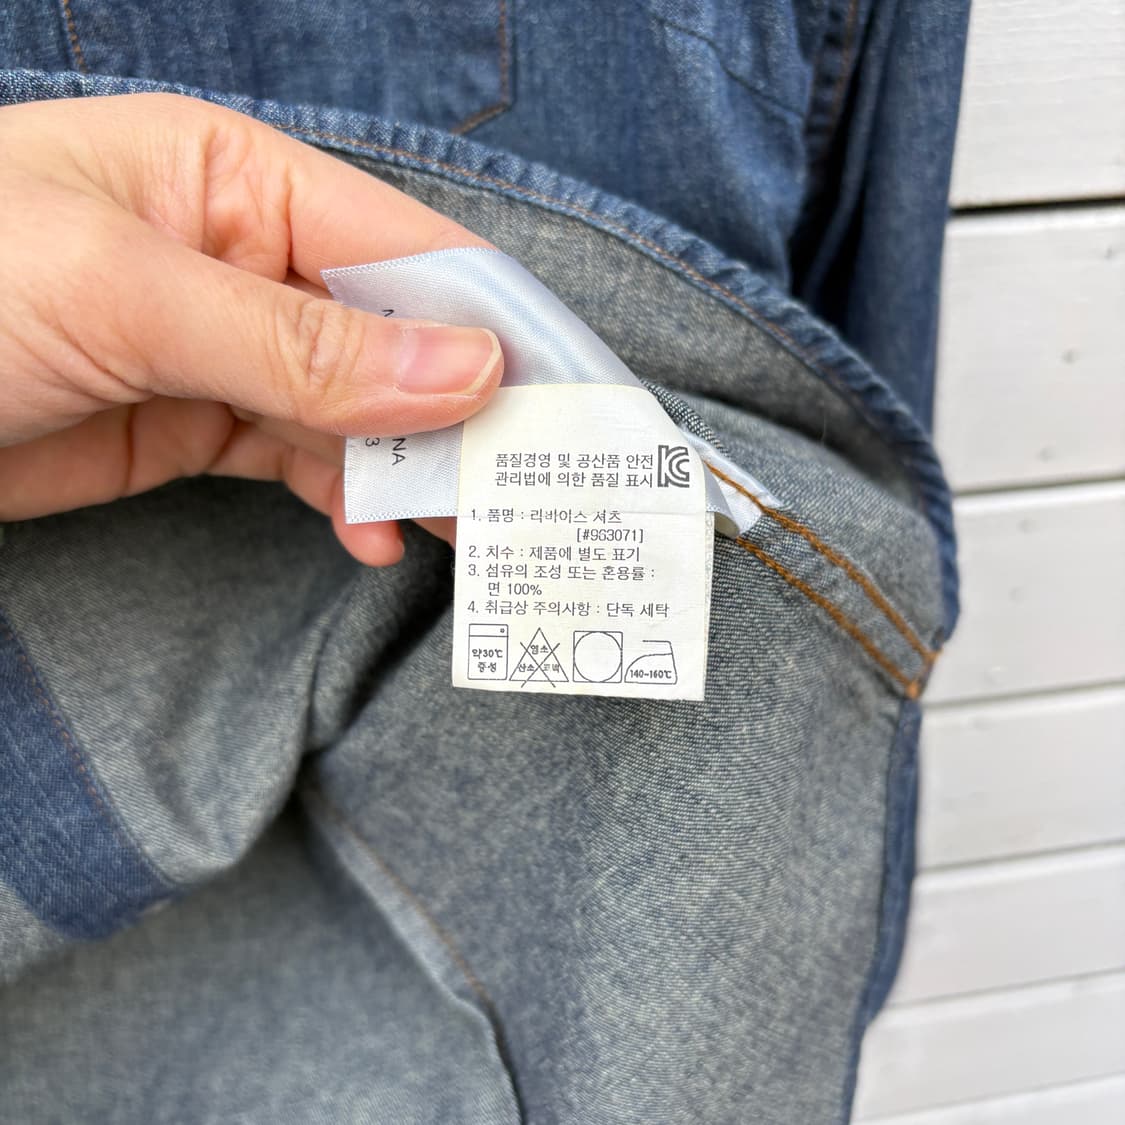 NA
3
품질경영 및 공산품 안전
관리법에 의한 품질 표시
1. 품명 : 리바이스 셔츠
[#963071]
2. 치수 : 제품에 별도 표기
3. 섬유의 조성 또는 혼용률 :
면 100%
4. 취급상 주의사항 : 단독 세탁
약30℃
중성
염소
산소
140~160℃